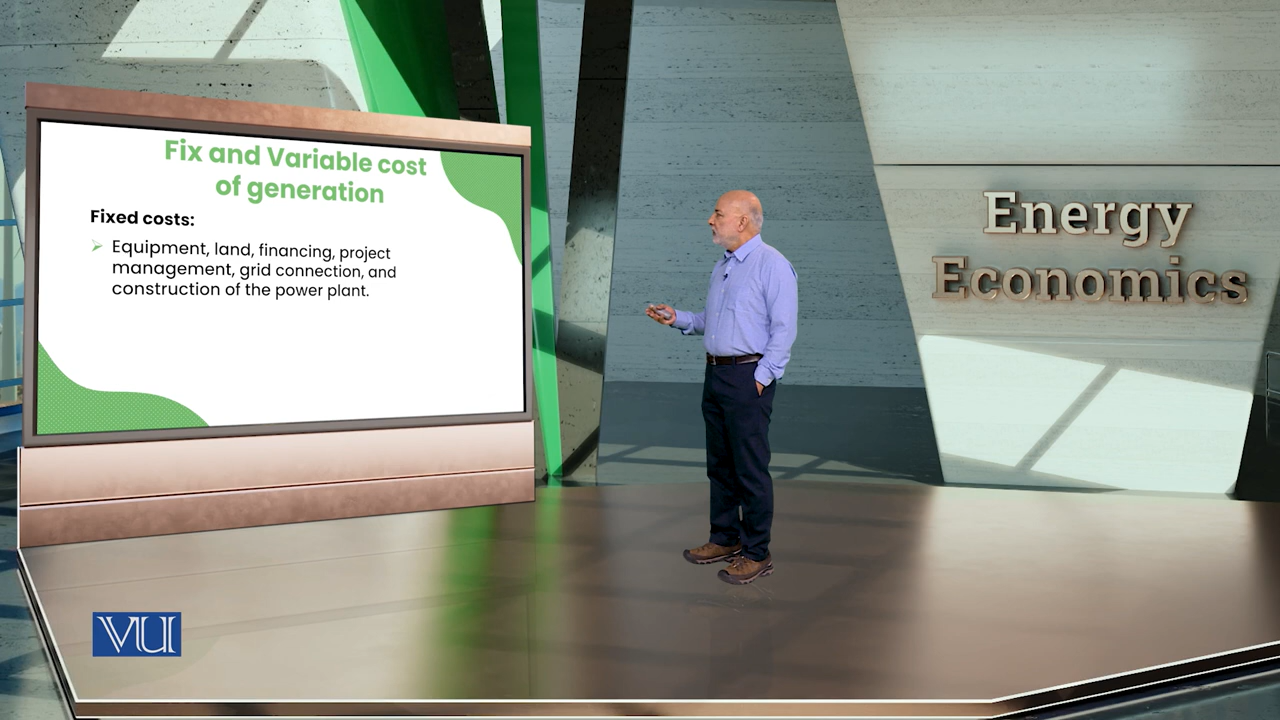 Fix and Variable cost
of generation
Fixed costs:
Equipment, land, financing, project
management, grid connection, and
construction of the power plant.
Energy
Economics
VU